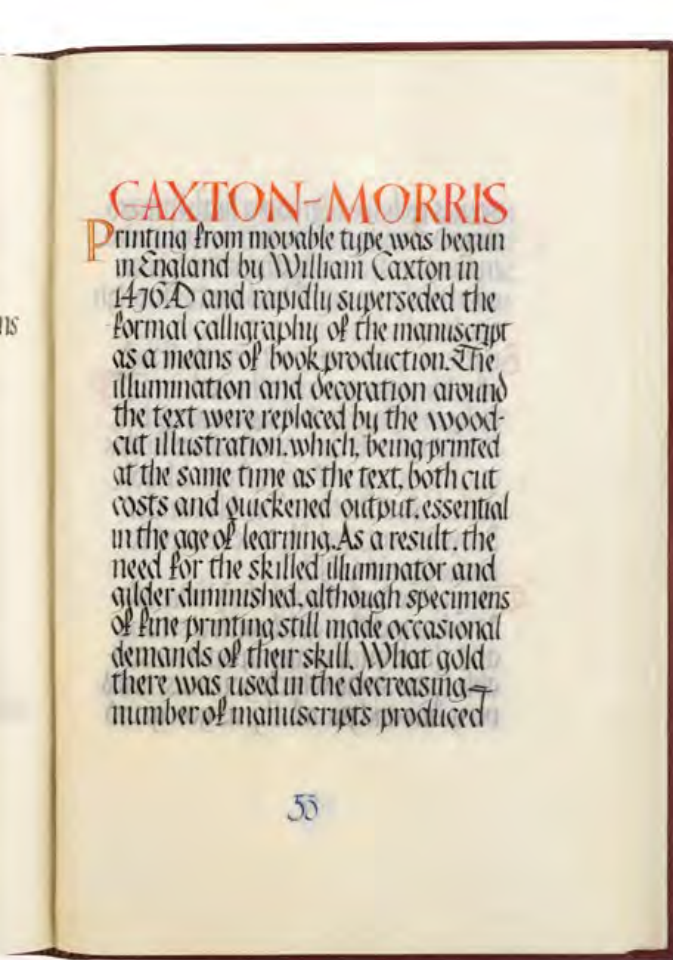 ns
CAXTON-MORRIS
Printing from movable type was begun
in England by William Caxton in
1476AD and rapidly superseded the
formal calligraphy of the manuscript
as a means of book production. The
illumination and decoration around
the text were replaced by the wood-
cut illustration. which, being printed
at the same time as the text, both cut
costs and quickened output, essential
in the age of learning. As a result, the
need for the skilled illuminator and
gilder diminished, although specimens
of fine printing still made occasional
demands of their skill. What gold
there was used in the decreasing
number of manuscripts produced